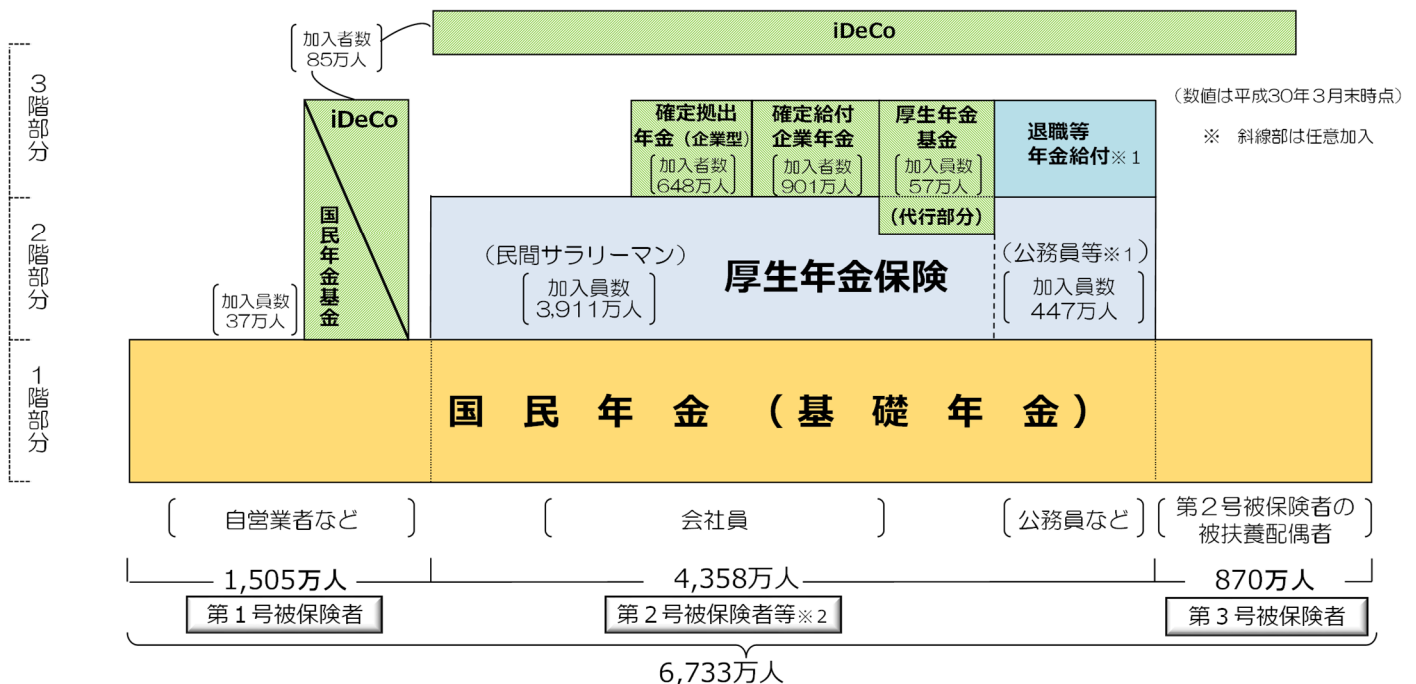 iDeCo
加入者数
85万人
3階部分
(数値は平成30年3月末時点)
※ 斜線部は任意加入
iDeCo
国民年金基金
加入員数
37万人
確定拠出
年金(企業型)
加入者数
648万人
確定給付
企業年金
加入者数
901万人
厚生年金
基金
加入員数
57万人
(代行部分)
退職等
年金給付※1
2階部分
(民間サラリーマン)
加入員数
3,911万人
厚生年金保険
(公務員等※1)
加入員数
447万人
1階部分
国民年金(基礎年金)
自営業者など
会社員
公務員など
第2号被保険者の
被扶養配偶者
1,505万人
4,358万人
870万人
第1号被保険者
第2号被保険者等※2
第3号被保険者
6,733万人